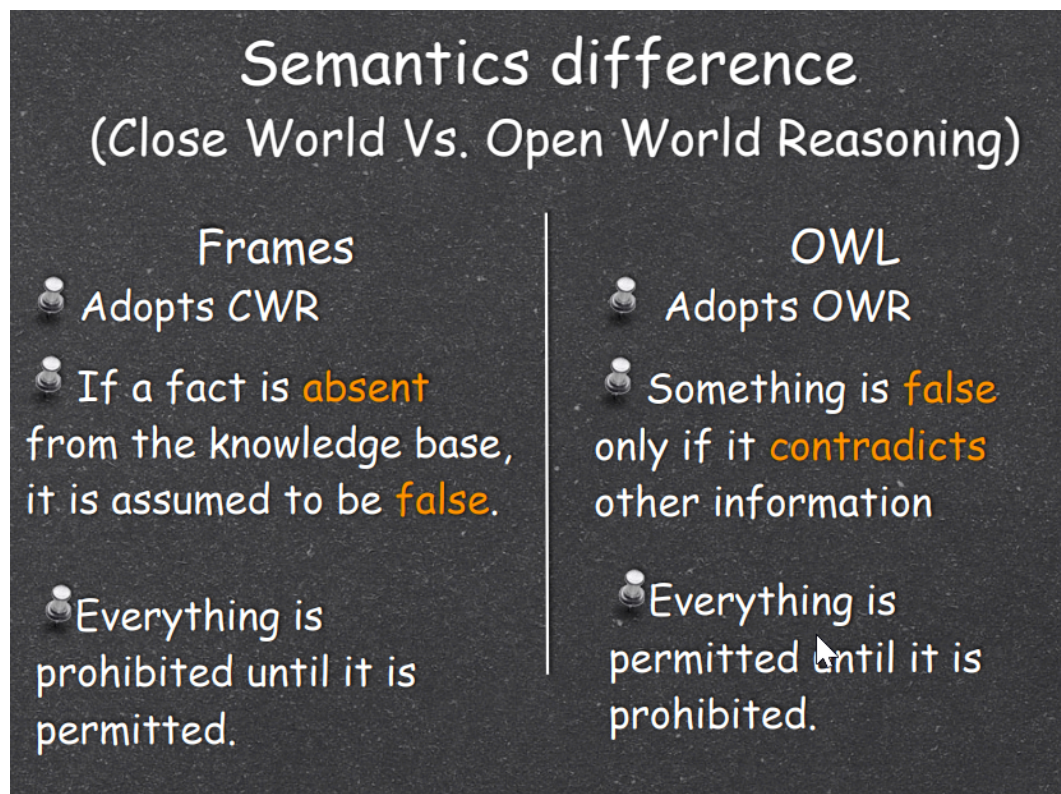 Semantics difference
(Close World Vs. Open World Reasoning)
Frames
Adopts CWR
If a fact is absent
from the knowledge base,
it is assumed to be false.
Everything is
prohibited until it is
permitted.
OWL
Adopts OWR
Something is false
only if it contradicts
other information
Everything is
permitted until it is
prohibited.